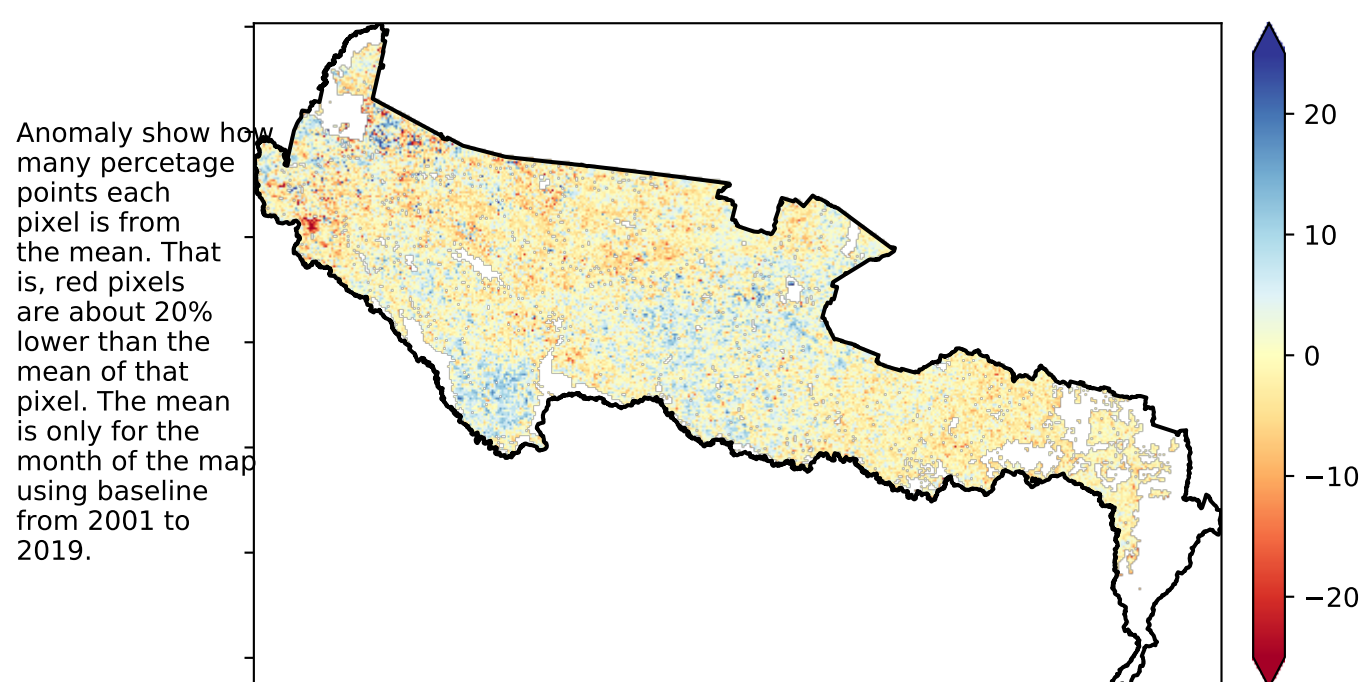 Anomaly show how
many percetage
points each
pixel is from
the mean. That
is, red pixels
are about 20%
lower than the
mean of that
pixel. The mean
is only for the
month of the map
using baseline
from 2001 to
2019.
20
10
0
−10
−20